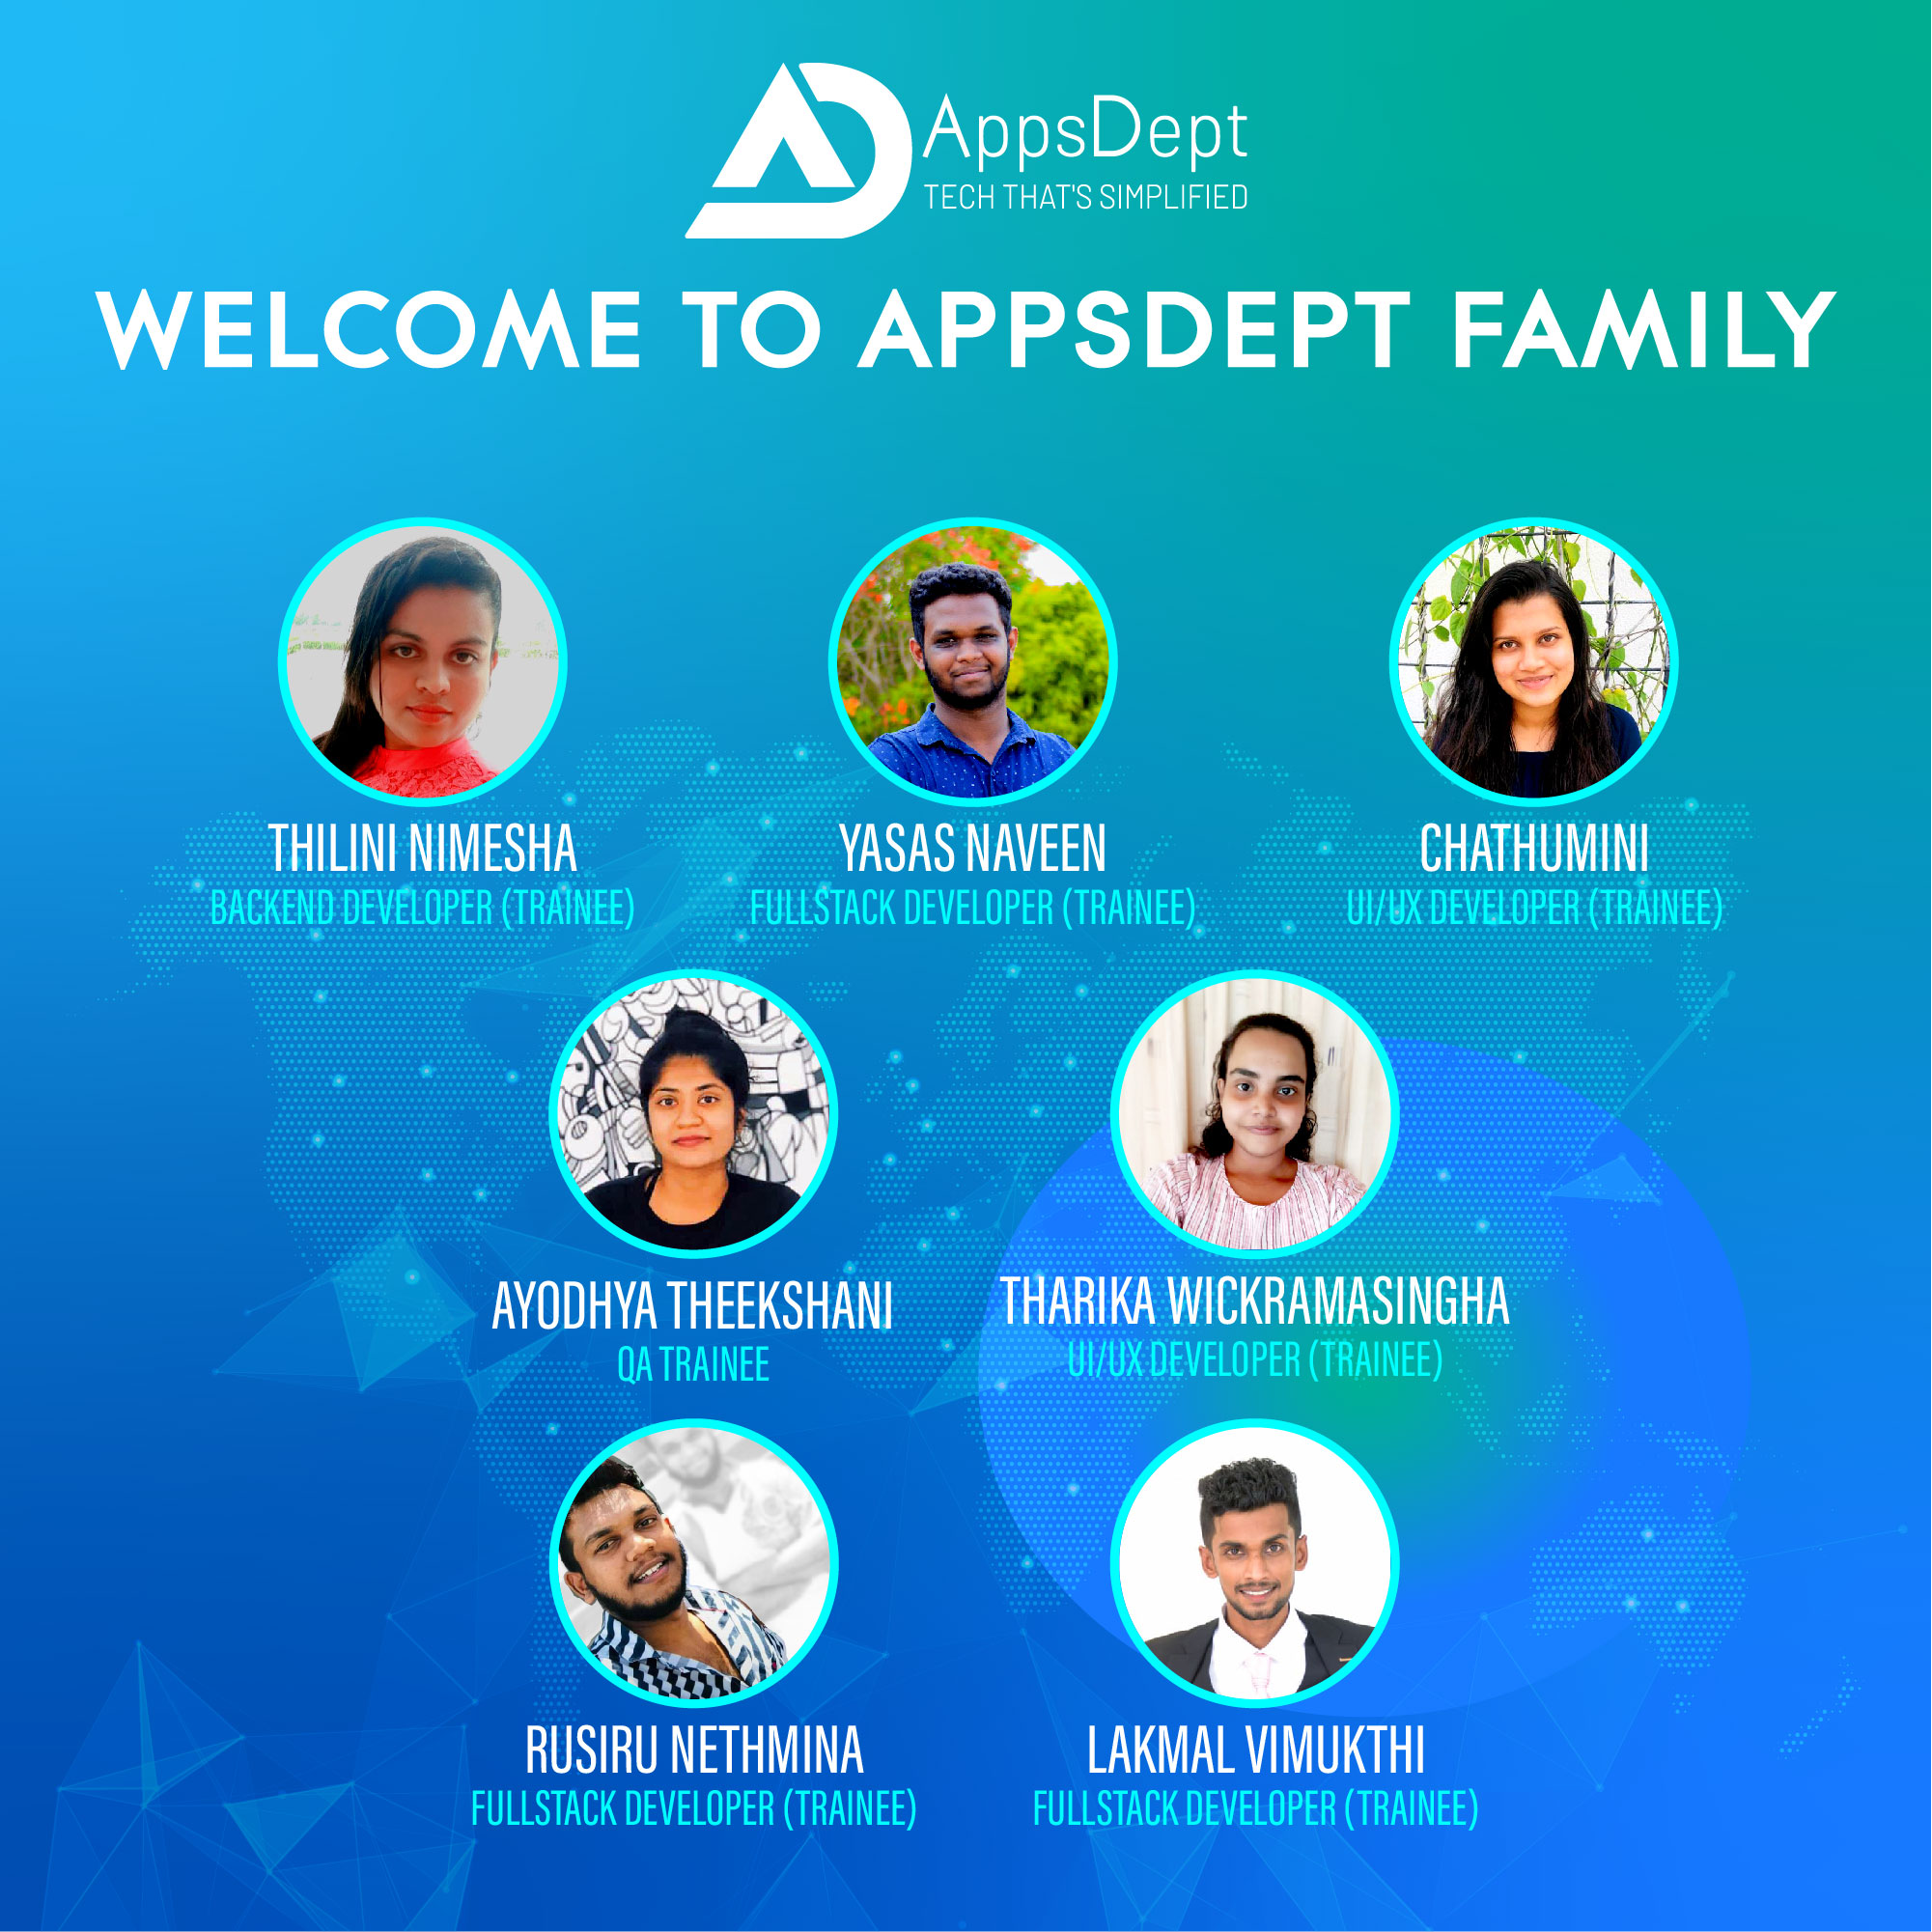 AppsDept
TECH THAT'S SIMPLIFIED
WELCOME TO APPSDEPT FAMILY
THILINI NIMESHA
BACKEND DEVELOPER (TRAINEE)
YASAS NAVEEN
FULLSTACK DEVELOPER (TRAINEE)
CHATHUMINI
UI/UX DEVELOPER (TRAINEE)
AYODHYA THEEKSHANI
QA TRAINEE
THARIKA WICKRAMASINGHA
UI/UX DEVELOPER (TRAINEE)
RUSIRU NETHMINA
FULLSTACK DEVELOPER (TRAINEE)
LAKMAL VIMUKTHI
FULLSTACK DEVELOPER (TRAINEE)